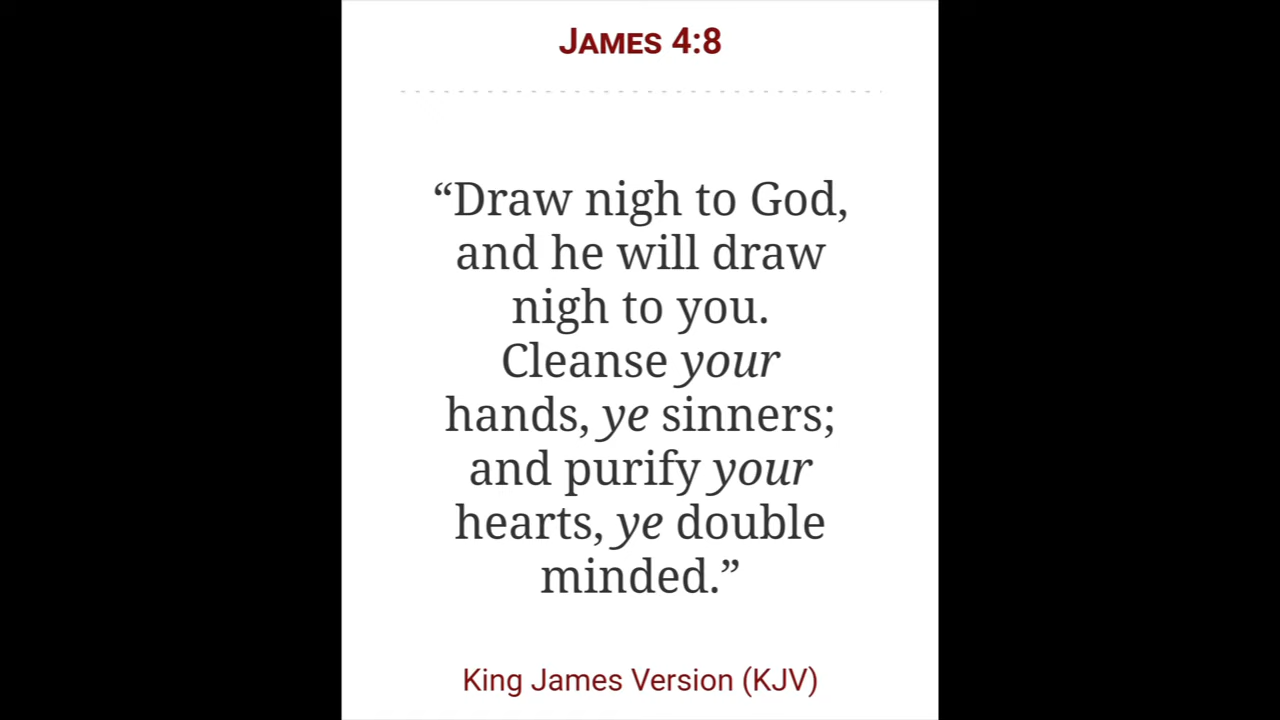 James 4:8
“Draw nigh to God,
and he will draw
nigh to you.
Cleanse your
hands, ye sinners;
and purify your
hearts, ye double
minded.”
King James Version (KJV)